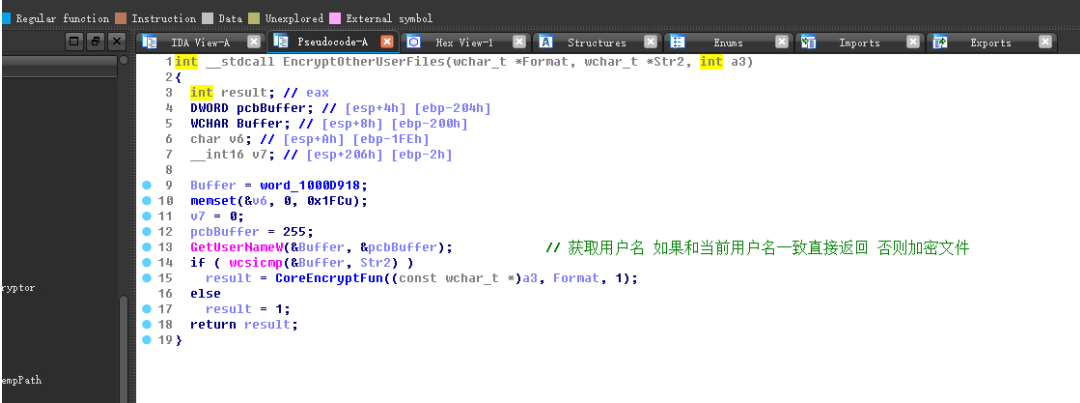 Regular function Instruction Data Unexplored External symbol
IDA View-A Pseudocode-A Hex View-1 Structures Enums Imports Exports
1 int __stdcall EncryptOtherUserFiles(wchar_t *Format, wchar_t *Str2, int a3)
2 {
3 int result; // eax
4 DWORD pcbBuffer; // [esp+4h] [ebp-204h]
5 WCHAR Buffer; // [esp+8h] [ebp-200h]
6 char v6; // [esp+Ah] [ebp-1FEh]
7 __int16 v7; // [esp+206h] [ebp-2h]
8
9 Buffer = word_1000D918;
10 memset(&v6, 0, 0x1FCu);
11 v7 = 0;
12 pcbBuffer = 255;
13 GetUserNameW(&Buffer, &pcbBuffer); // 获取用户名 如果和当前用户名一致直接返回 否则加密文件
14 if ( wcsicmp(&Buffer, Str2) )
15 result = CoreEncryptFun((const wchar_t *)a3, Format, 1);
16 else
17 result = 1;
18 return result;
19 }
ryptor
empPath